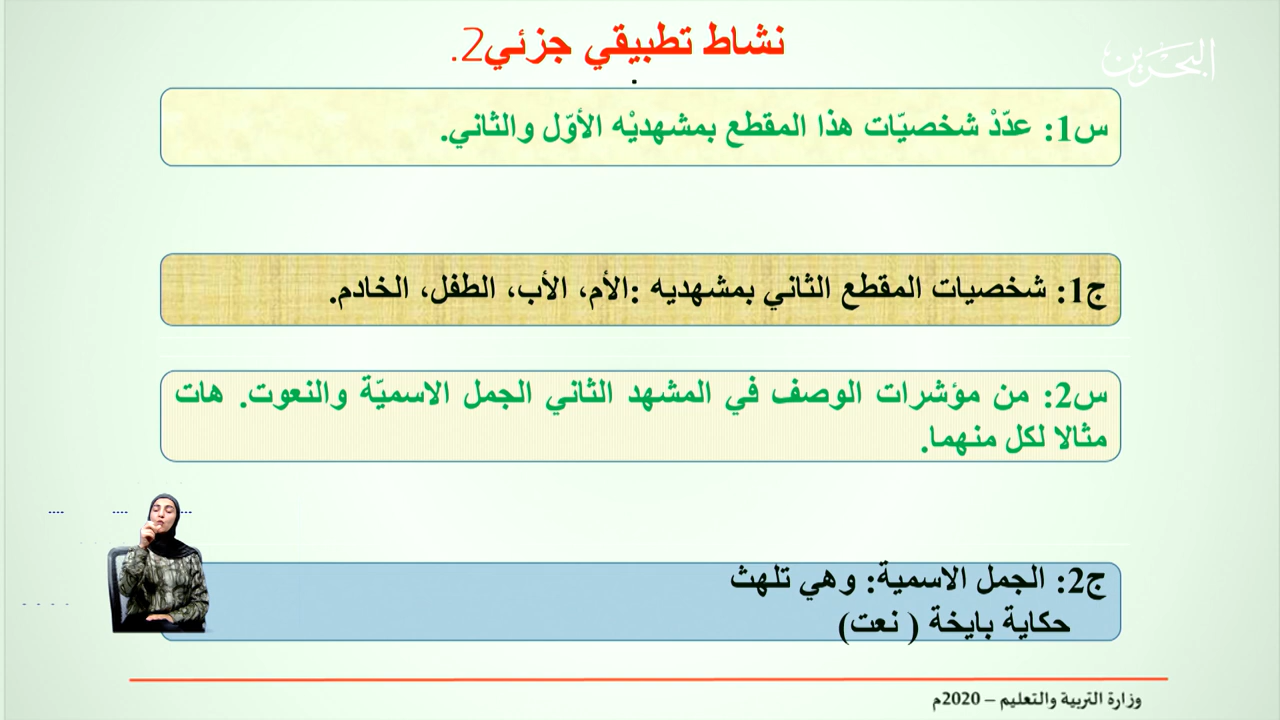 نشاط تطبيقي جزئي2.
البحرين
س1: عدّدْ شخصيّات هذا المقطع بمشهديْه الأوّل والثاني.
ج1: شخصيات المقطع الثاني بمشهديه :الأم، الأب، الطفل، الخادم.
س2: من مؤشرات الوصف في المشهد الثاني الجمل الاسميّة والنعوت. هات
مثالا لكل منهما.
ج2: الجمل الاسمية: وهي تلهث
حكاية بايخة ( نعت)
وزارة التربية والتعليم – 2020م